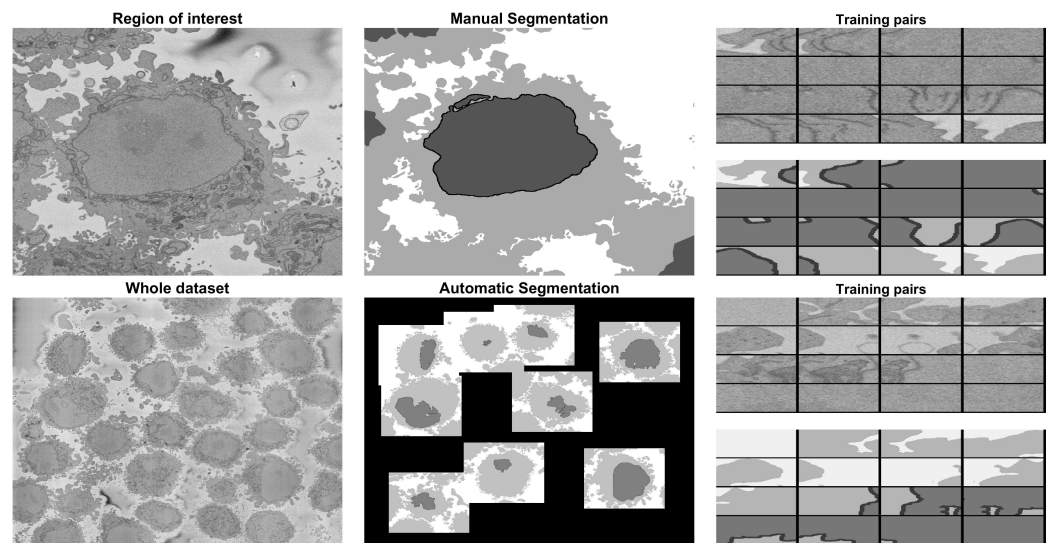 Region of interest
Manual Segmentation
Training pairs
Whole dataset
Automatic Segmentation
Training pairs